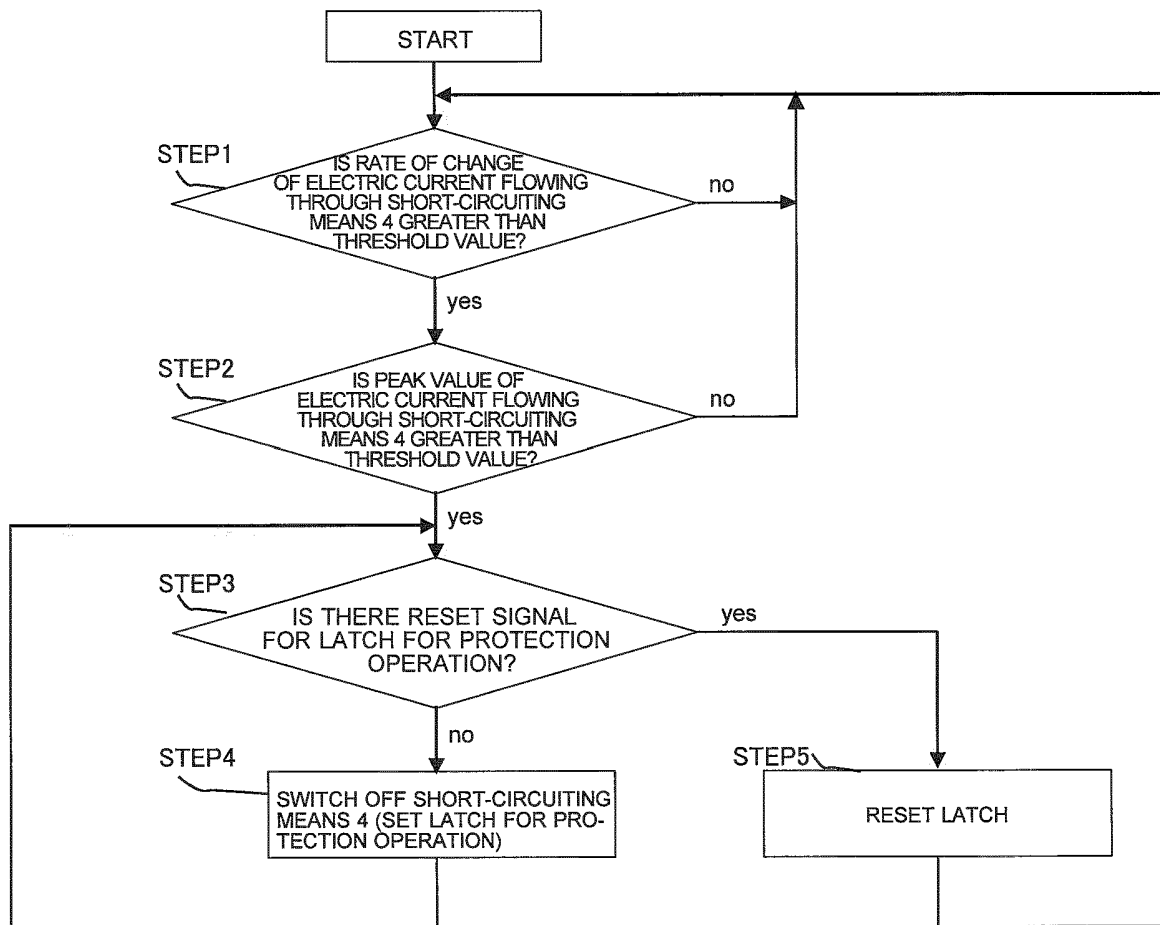 START
STEP1
IS RATE OF CHANGE
OF ELECTRIC CURRENT FLOWING
THROUGH SHORT-CIRCUITING
MEANS 4 GREATER THAN
THRESHOLD VALUE?
no
yes
STEP2
IS PEAK VALUE OF
ELECTRIC CURRENT FLOWING
THROUGH SHORT-CIRCUITING
MEANS 4 GREATER THAN
THRESHOLD VALUE?
no
yes
STEP3
IS THERE RESET SIGNAL
FOR LATCH FOR PROTECTION
OPERATION?
yes
no
STEP4
SWITCH OFF SHORT-CIRCUITING
MEANS 4 (SET LATCH FOR PRO-
TECTION OPERATION)
STEP5
RESET LATCH